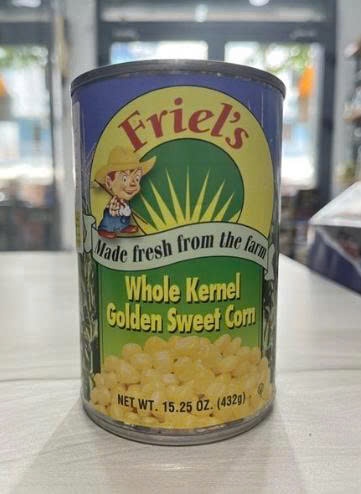 Friel's
Made fresh from the farm
Whole Kernel
Golden Sweet Corn
NET WT. 15.25 OZ. (432g)